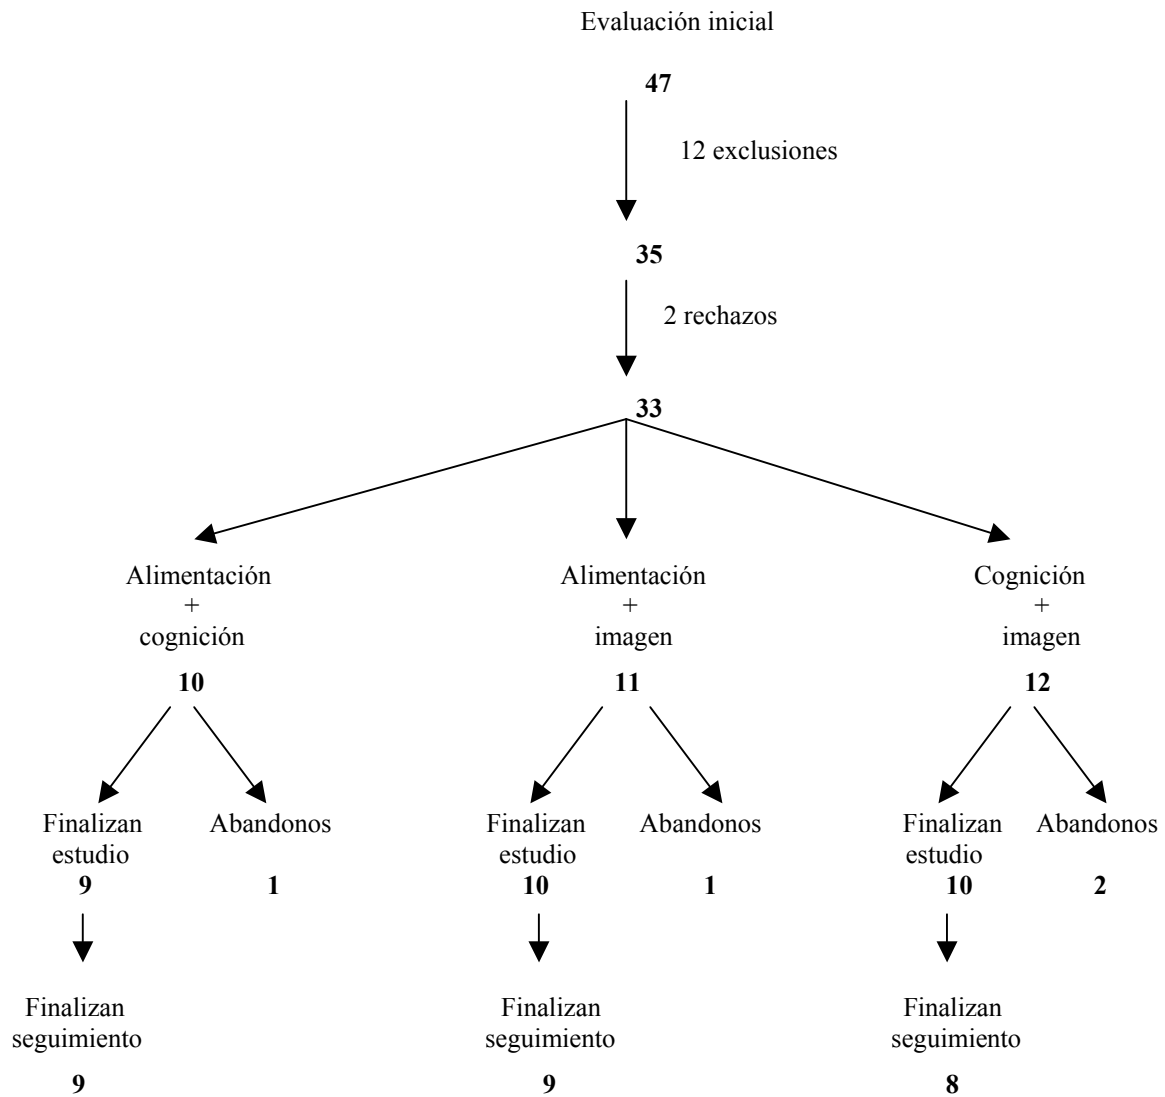 Evaluación inicial
47
12 exclusiones
35
2 rechazos
33
Alimentación
+
cognición
10
Alimentación
+
imagen
11
Cognición
+
imagen
12
Finalizan
estudio
9
Abandonos
1
Finalizan
estudio
10
Abandonos
1
Finalizan
estudio
10
Abandonos
2
Finalizan
seguimiento
9
Finalizan
seguimiento
9
Finalizan
seguimiento
8